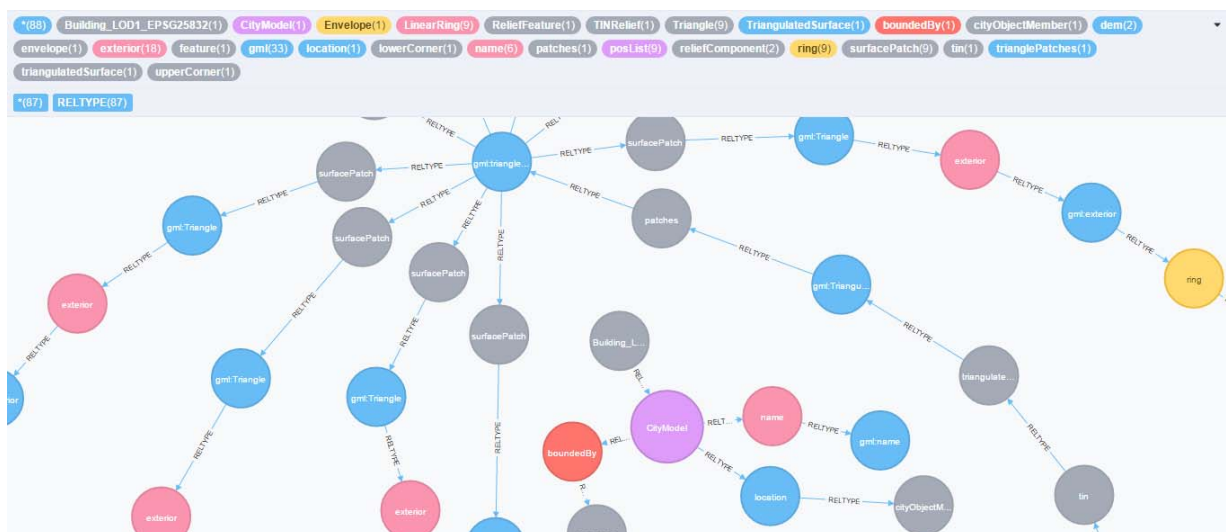 *(88) Building_LOD1_EPSG25832(1) CityModel(1) Envelope(1) LinearRing(9) ReliefFeature(1) TINRelief(1) Triangle(9) TriangulatedSurface(1) boundedBy(1) cityObjectMember(1) dem(2)
envelope(1) exterior(18) feature(1) gml(33) location(1) lowerCorner(1) name(6) patches(1) posList(9) reliefComponent(2) ring(9) surfacePatch(9) tin(1) trianglePatches(1)
triangulatedSurface(1) upperCorner(1)
*(87) RELTYPE(87)
RELTYPE
RELTYPE
surfacePatch
RELTYPE
gml:Triangle
RELTYPE
exterior
RELTYPE
gml:exterior
RELTYPE
ring
gml:triangle...
RELTYPE
RELTYPE
surfacePatch
RELTYPE
gml:Triangle
RELTYPE
exterior
RELTYPE
RELTYPE
surfacePatch
RELTYPE
gml:Triangle
RELTYPE
exterior
RELTYPE
surfacePatch
RELTYPE
gml:Triangle
RELTYPE
exterior
RELTYPE
surfacePatch
RELTYPE
RELTYPE
patches
RELTYPE
gml:Triangu...
RELTYPE
triangulate...
RELTYPE
tin
Building_L...
REL...
CityModel
RELT...
name
RELTYPE
gml:name
REL...
boundedBy
R...
RELTYPE
location
RELTYPE
cityObjectM...